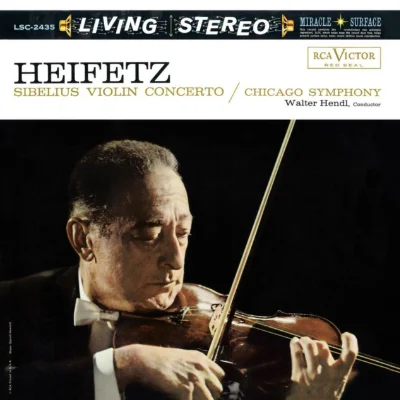 LSC-2435 LIVING STEREO MIRACLE SURFACE
RCA VICTOR
RED SEAL
HEIFETZ
SIBELIUS VIOLIN CONCERTO / CHICAGO SYMPHONY
Walter Hendl, Conductor